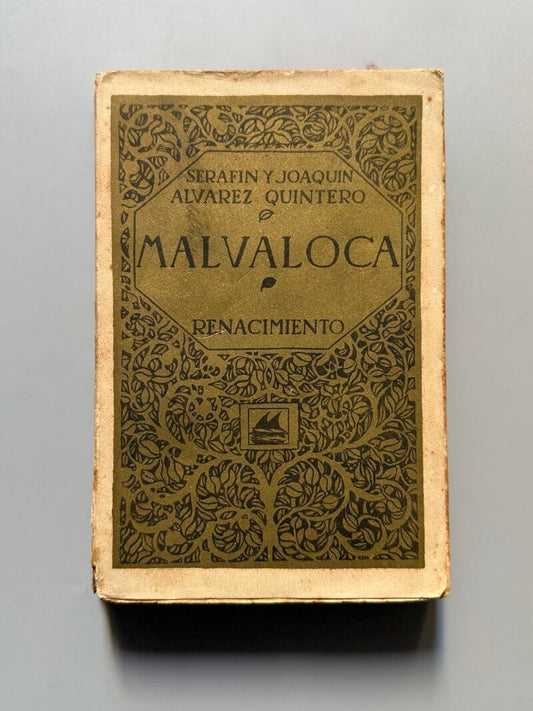 SERAFIN Y JOAQUIN
ALVAREZ QUINTERO
MALVALOCA
RENACIMIENTO